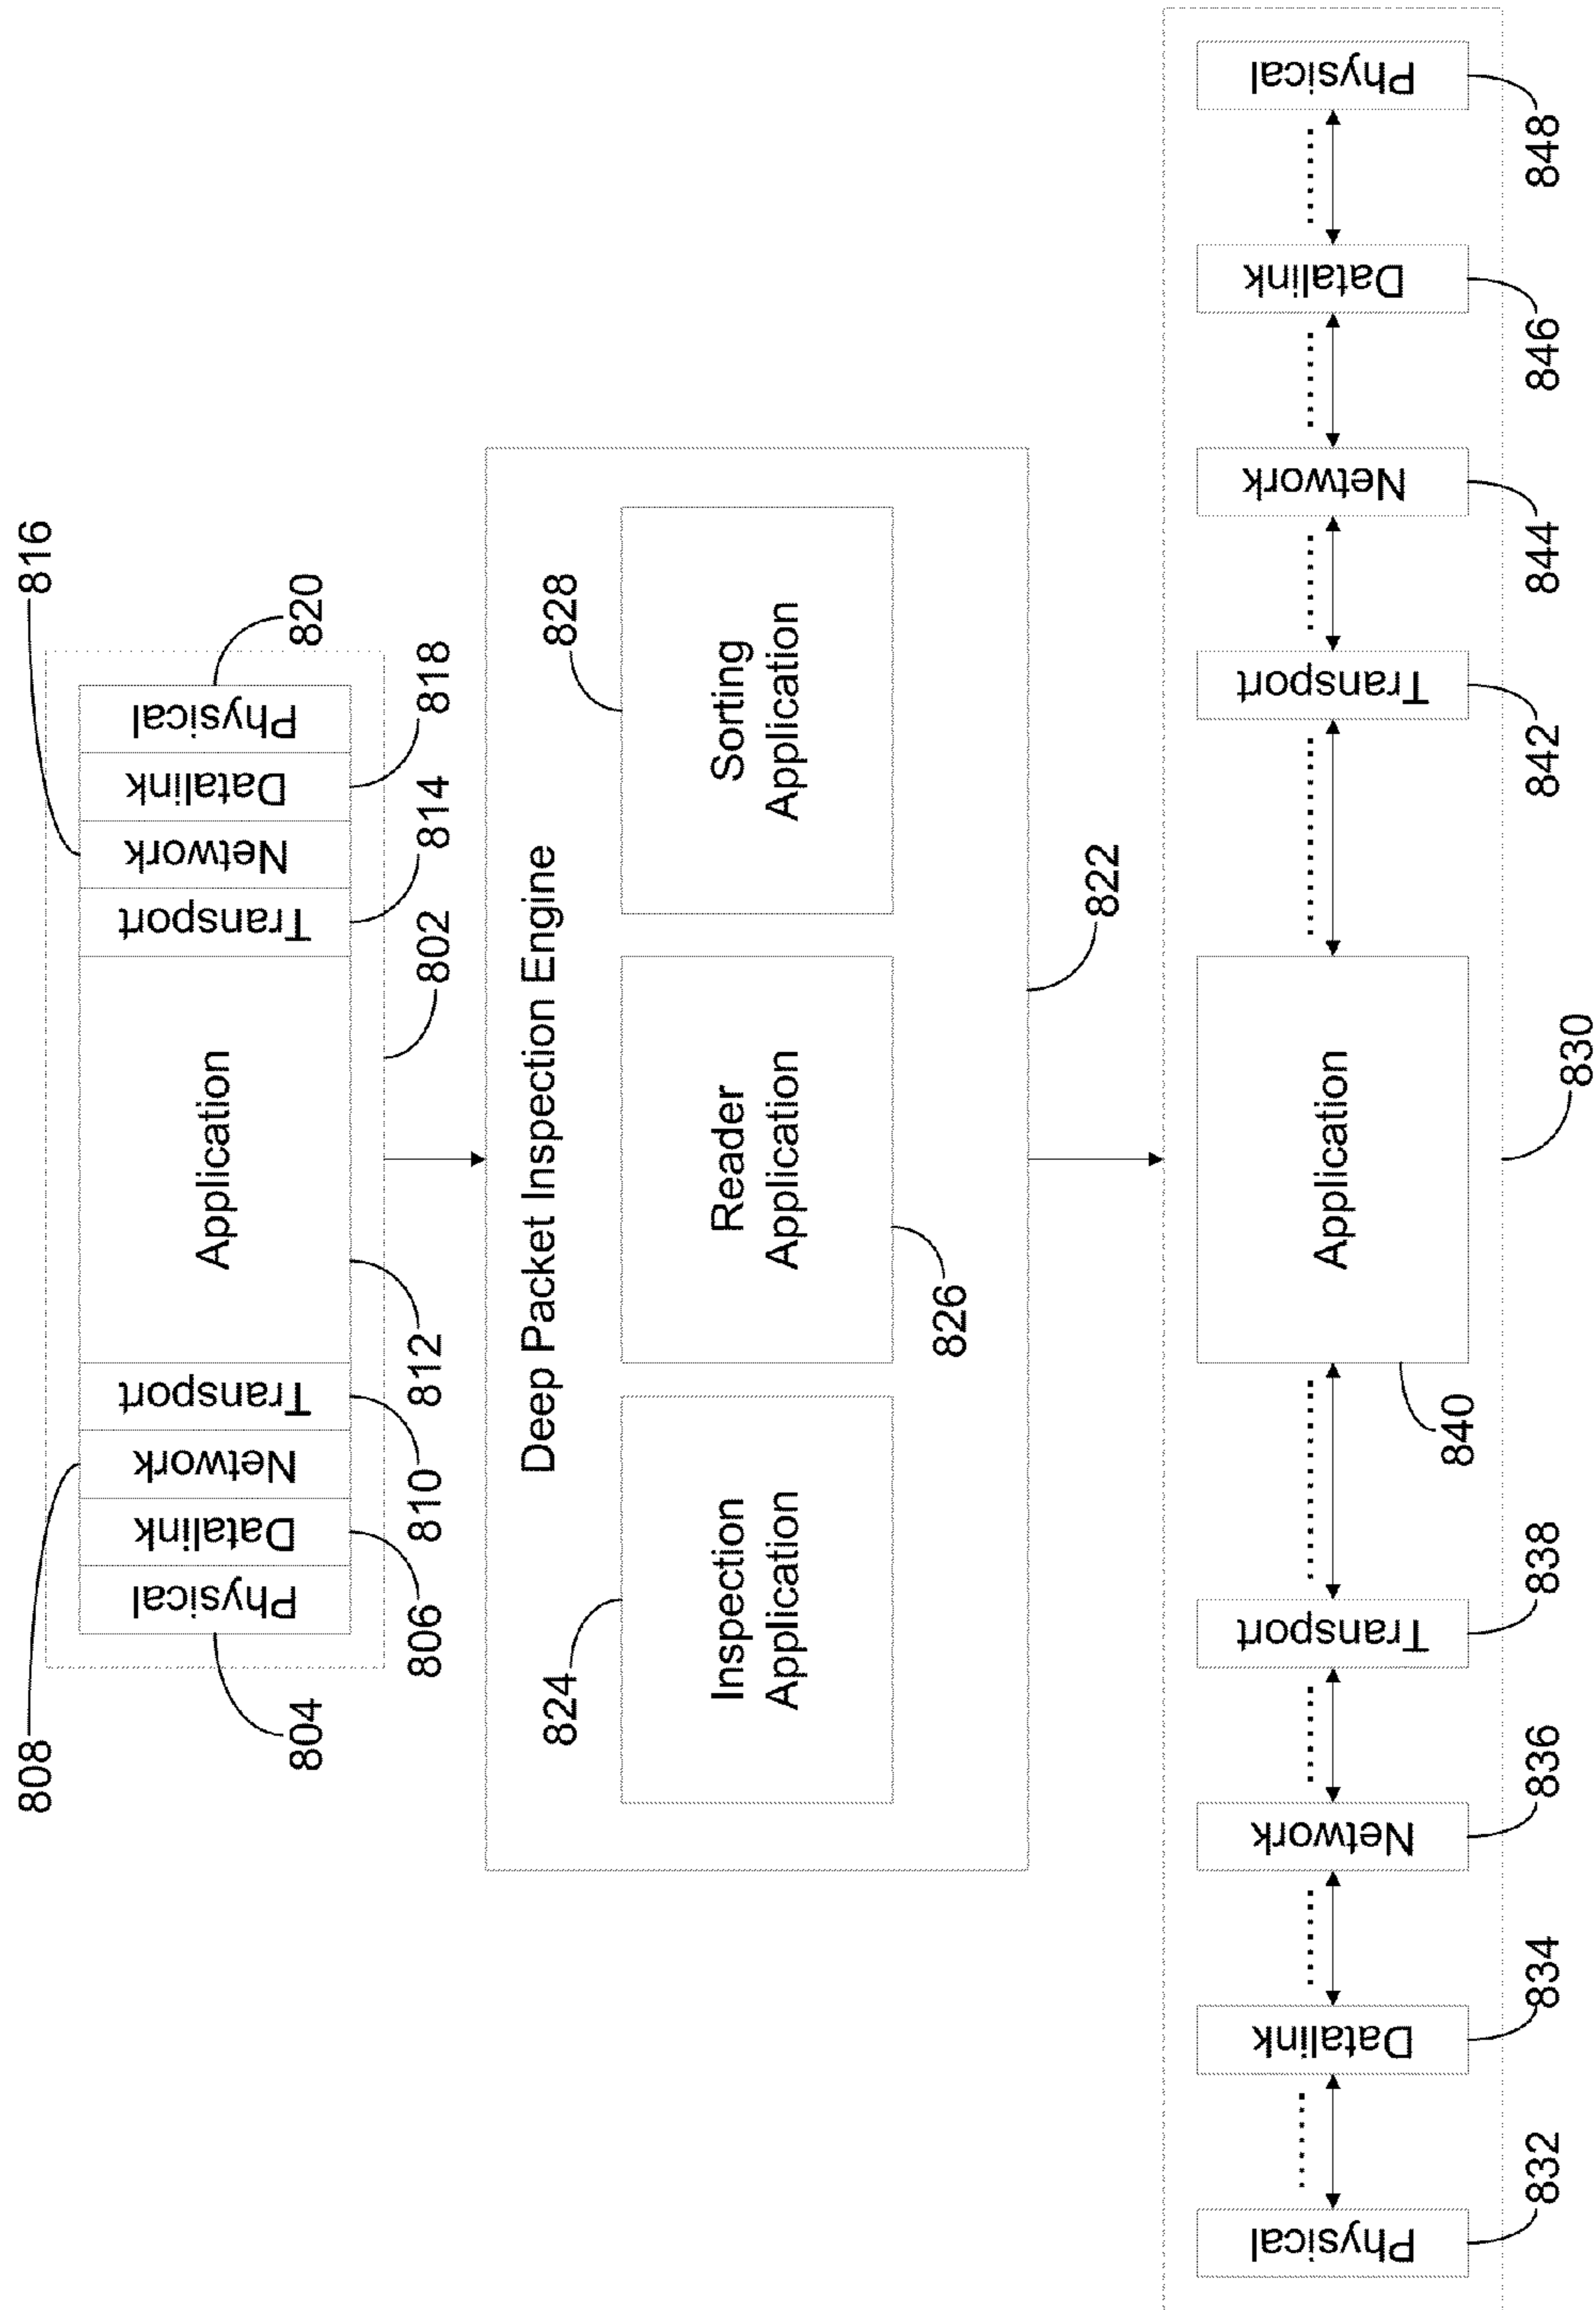 808
816
Physical
Datalink
Network
Transport
Application
Transport
Network
Datalink
Physical
804
806
810
812
802
814
818
820
Deep Packet Inspection Engine
824
828
Inspection
Application
Reader
Application
Sorting
Application
826
822
Physical
Datalink
Network
Transport
Application
Transport
Network
Datalink
Physical
840
832
834
836
838
830
842
844
846
848